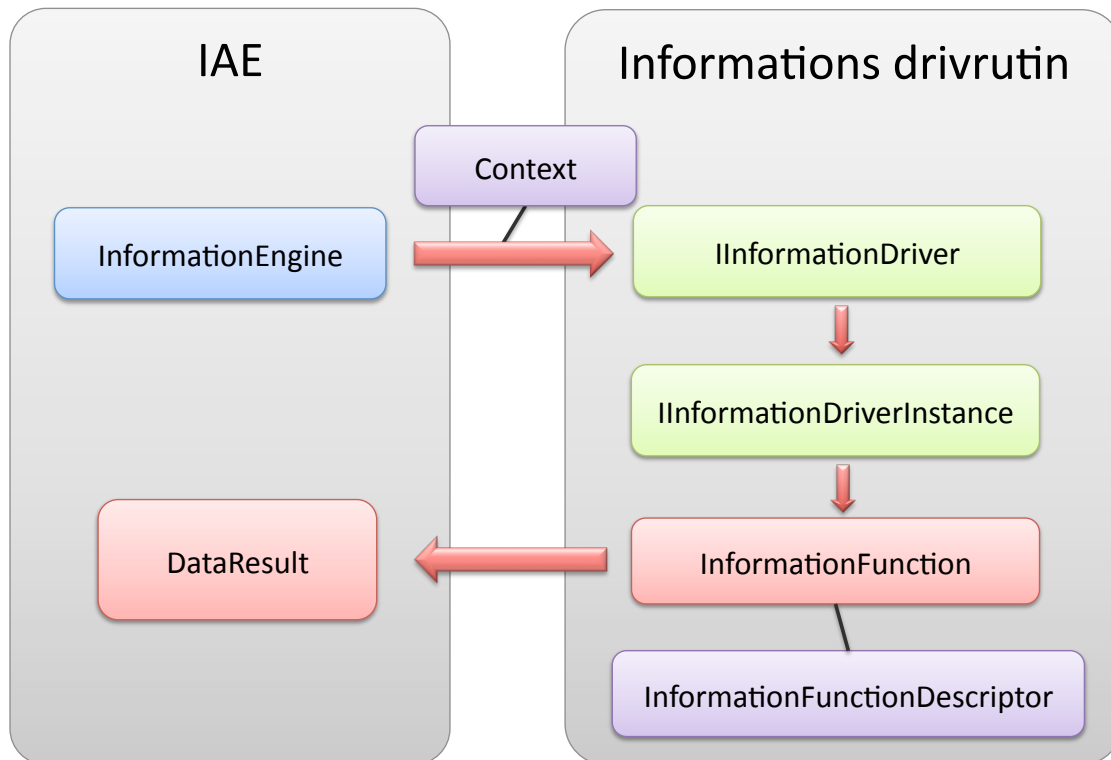 IAE
Informations drivrutin
Context
InformationEngine
IInformationDriver
IInformationDriverInstance
DataResult
InformationFunction
InformationFunctionDescriptor